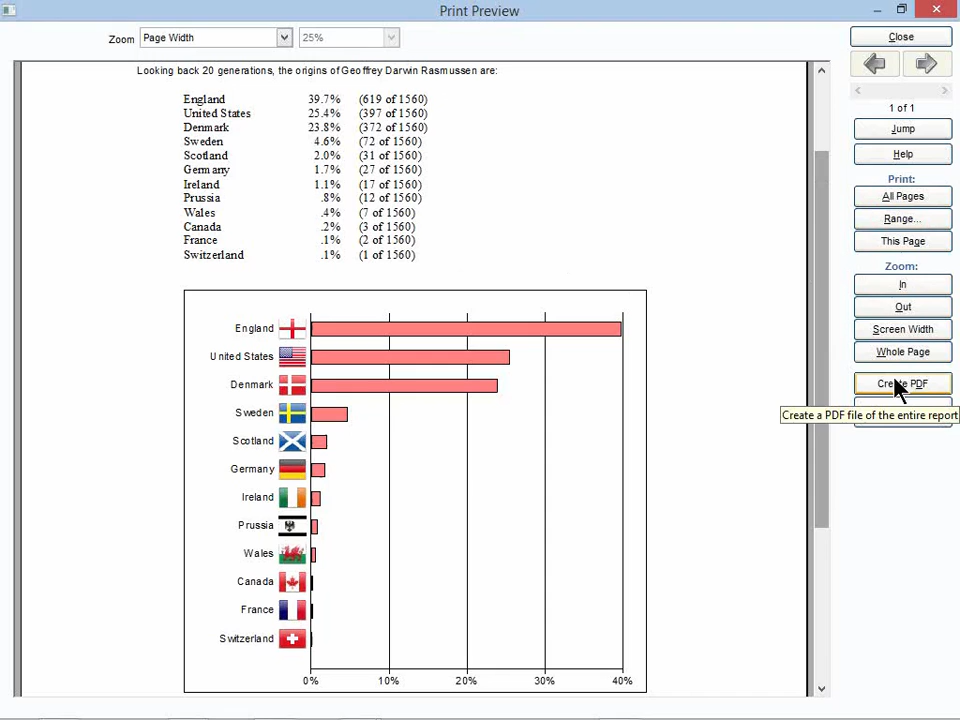 Print Preview
Zoom Page Width 25%
Close
Looking back 20 generations, the origins of Geoffrey Darwin Rasmussen are:
England 39.7% (619 of 1560)
United States 25.4% (397 of 1560)
Denmark 23.8% (372 of 1560)
Sweden 4.6% (72 of 1560)
Scotland 2.0% (31 of 1560)
Germany 1.7% (27 of 1560)
Ireland 1.1% (17 of 1560)
Prussia .8% (12 of 1560)
Wales .4% (7 of 1560)
Canada .2% (3 of 1560)
France .1% (2 of 1560)
Switzerland .1% (1 of 1560)
England
United States
Denmark
Sweden
Scotland
Germany
Ireland
Prussia
Wales
Canada
France
Switzerland
0% 10% 20% 30% 40%
1 of 1
Jump
Help
Print:
All Pages
Range...
This Page
Zoom:
In
Out
Screen Width
Whole Page
Create PDF
Create a PDF file of the entire report